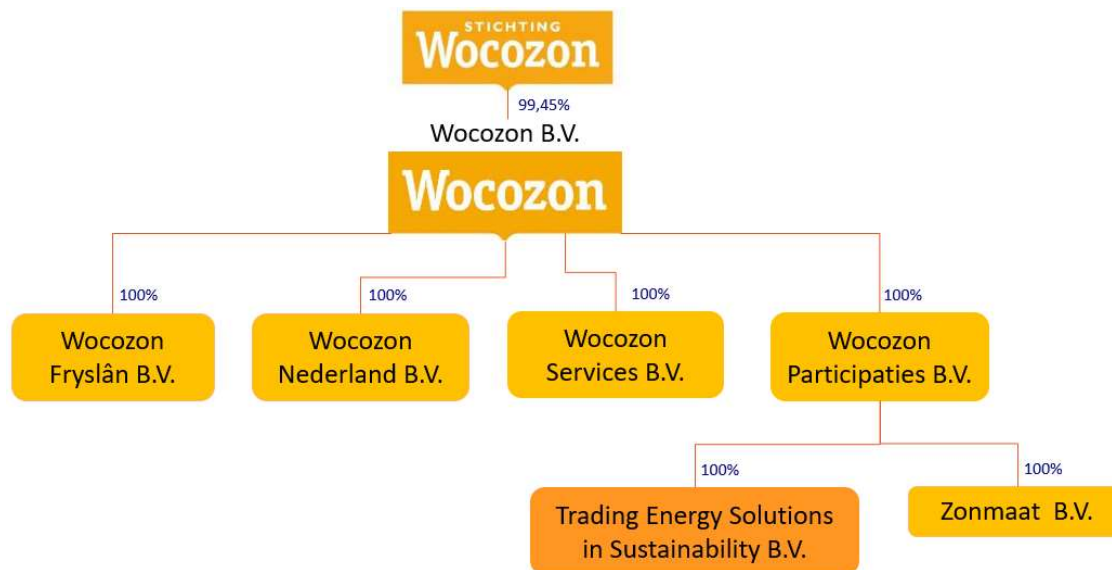 STICHTING
Wocozon
99,45%
Wocozon B.V.
Wocozon
100%
100%
100%
100%
Wocozon
Fryslân B.V.
Wocozon
Nederland B.V.
Wocozon
Services B.V.
Wocozon
Participaties B.V.
100%
100%
Trading Energy Solutions
in Sustainability B.V.
Zonmaat B.V.